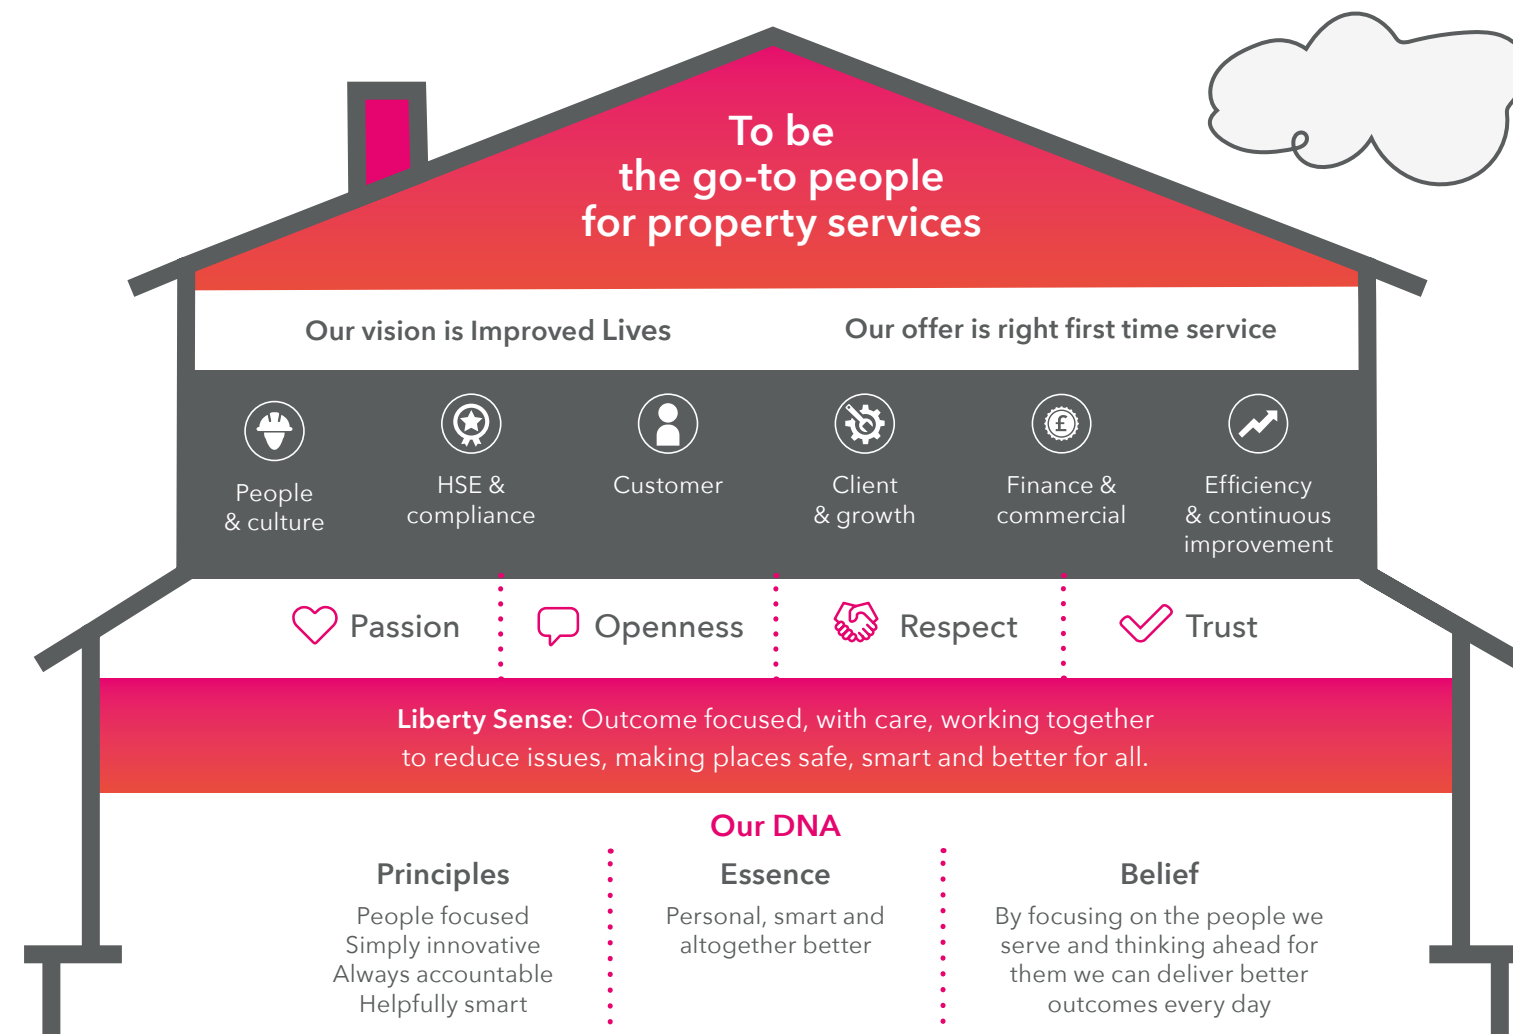 To be
the go-to people
for property services
Our vision is Improved Lives
Our offer is right first time service
People
& culture
HSE &
compliance
Customer
Client
& growth
£
Finance &
commercial
Efficiency
& continuous
improvement
Passion
Openness
Respect
Trust
Liberty Sense: Outcome focused, with care, working together
to reduce issues, making places safe, smart and better for all.
Our DNA
Principles
People focused
Simply innovative
Always accountable
Helpfully smart
Essence
Personal, smart and
altogether better
Belief
By focusing on the people we
serve and thinking ahead for
them we can deliver better
outcomes every day